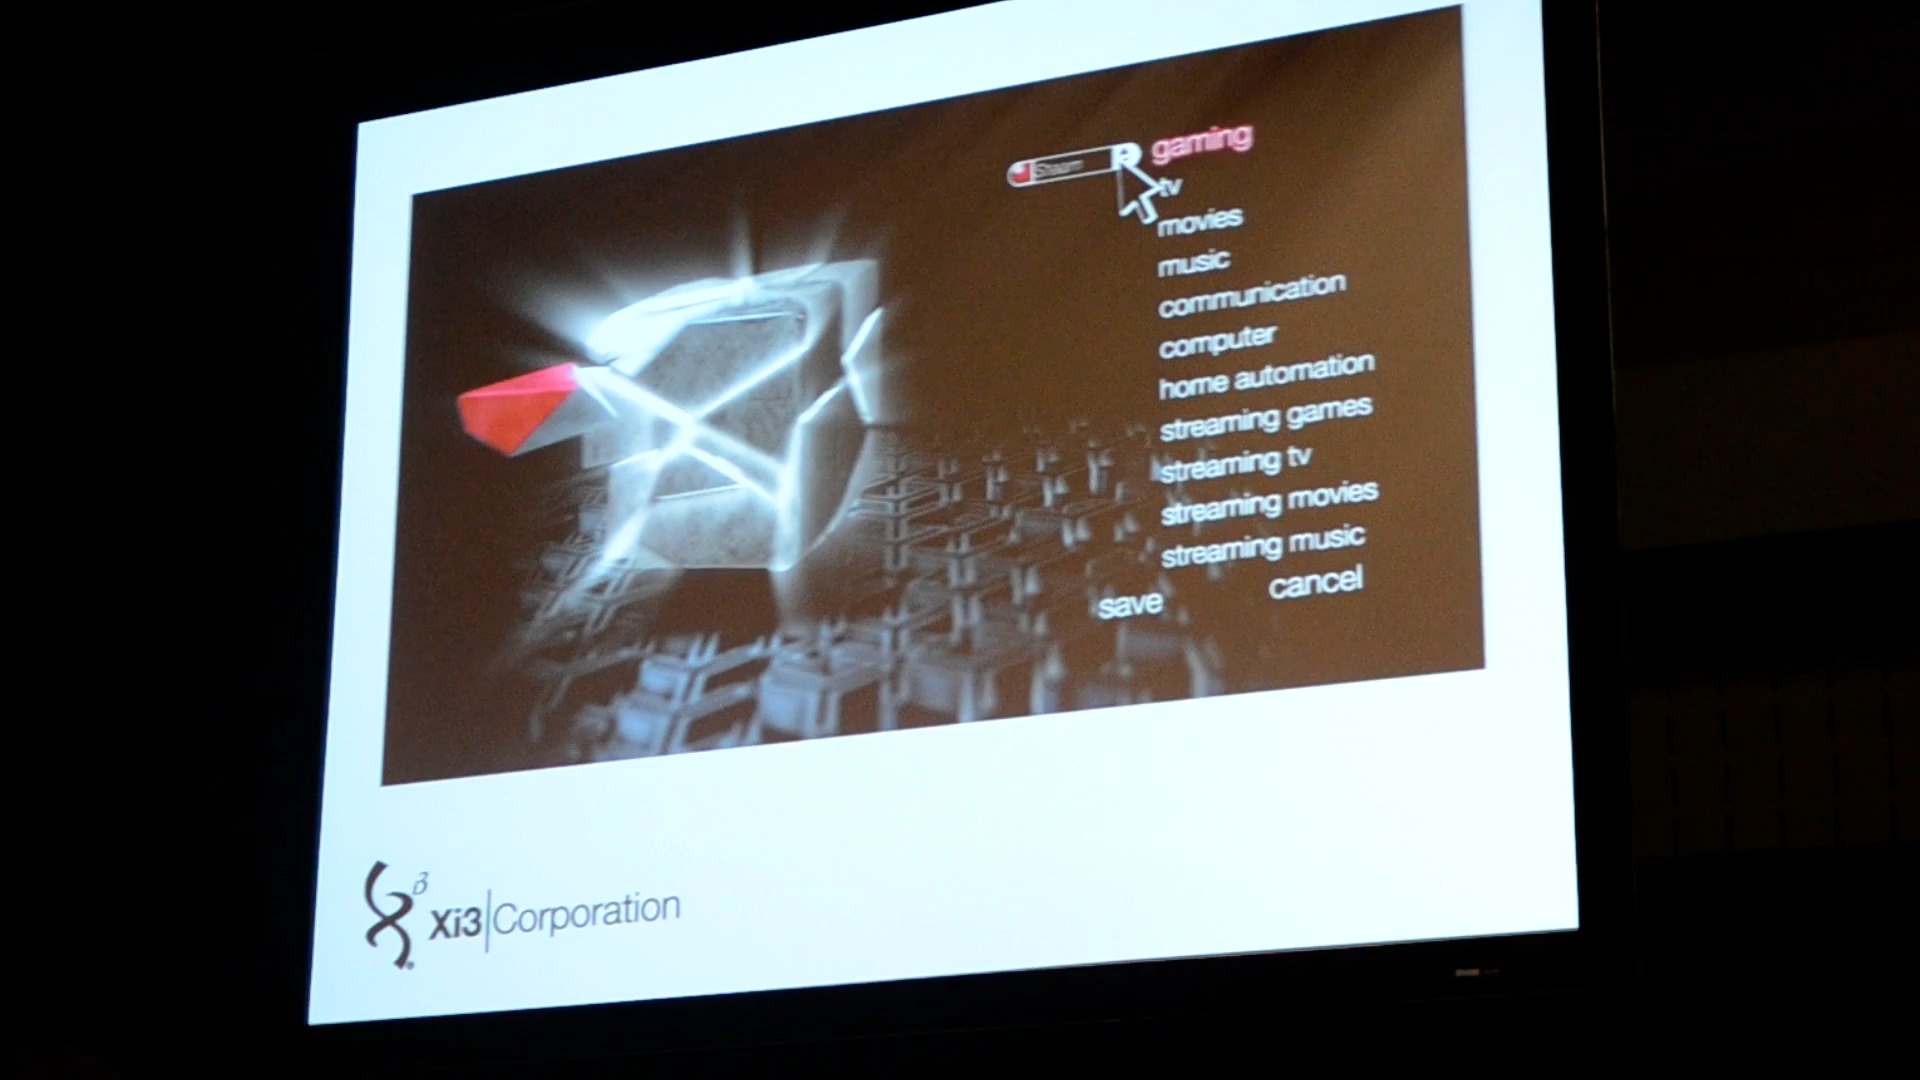 Steam
gaming
tv
movies
music
communication
computer
home automation
streaming games
streaming tv
streaming movies
streaming music
save cancel
Xi3 Corporation